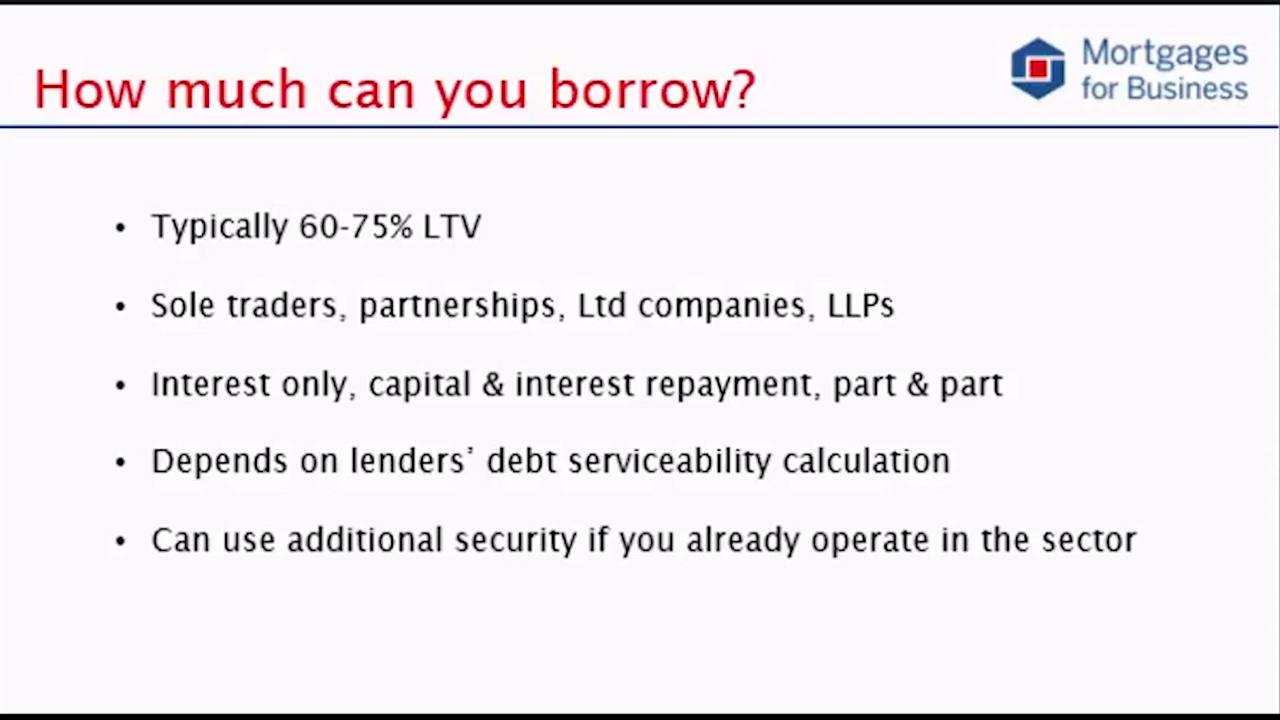 How much can you borrow?
Mortgages
for Business
• Typically 60-75% LTV
• Sole traders, partnerships, Ltd companies, LLPs
• Interest only, capital & interest repayment, part & part
• Depends on lenders’ debt serviceability calculation
• Can use additional security if you already operate in the sector